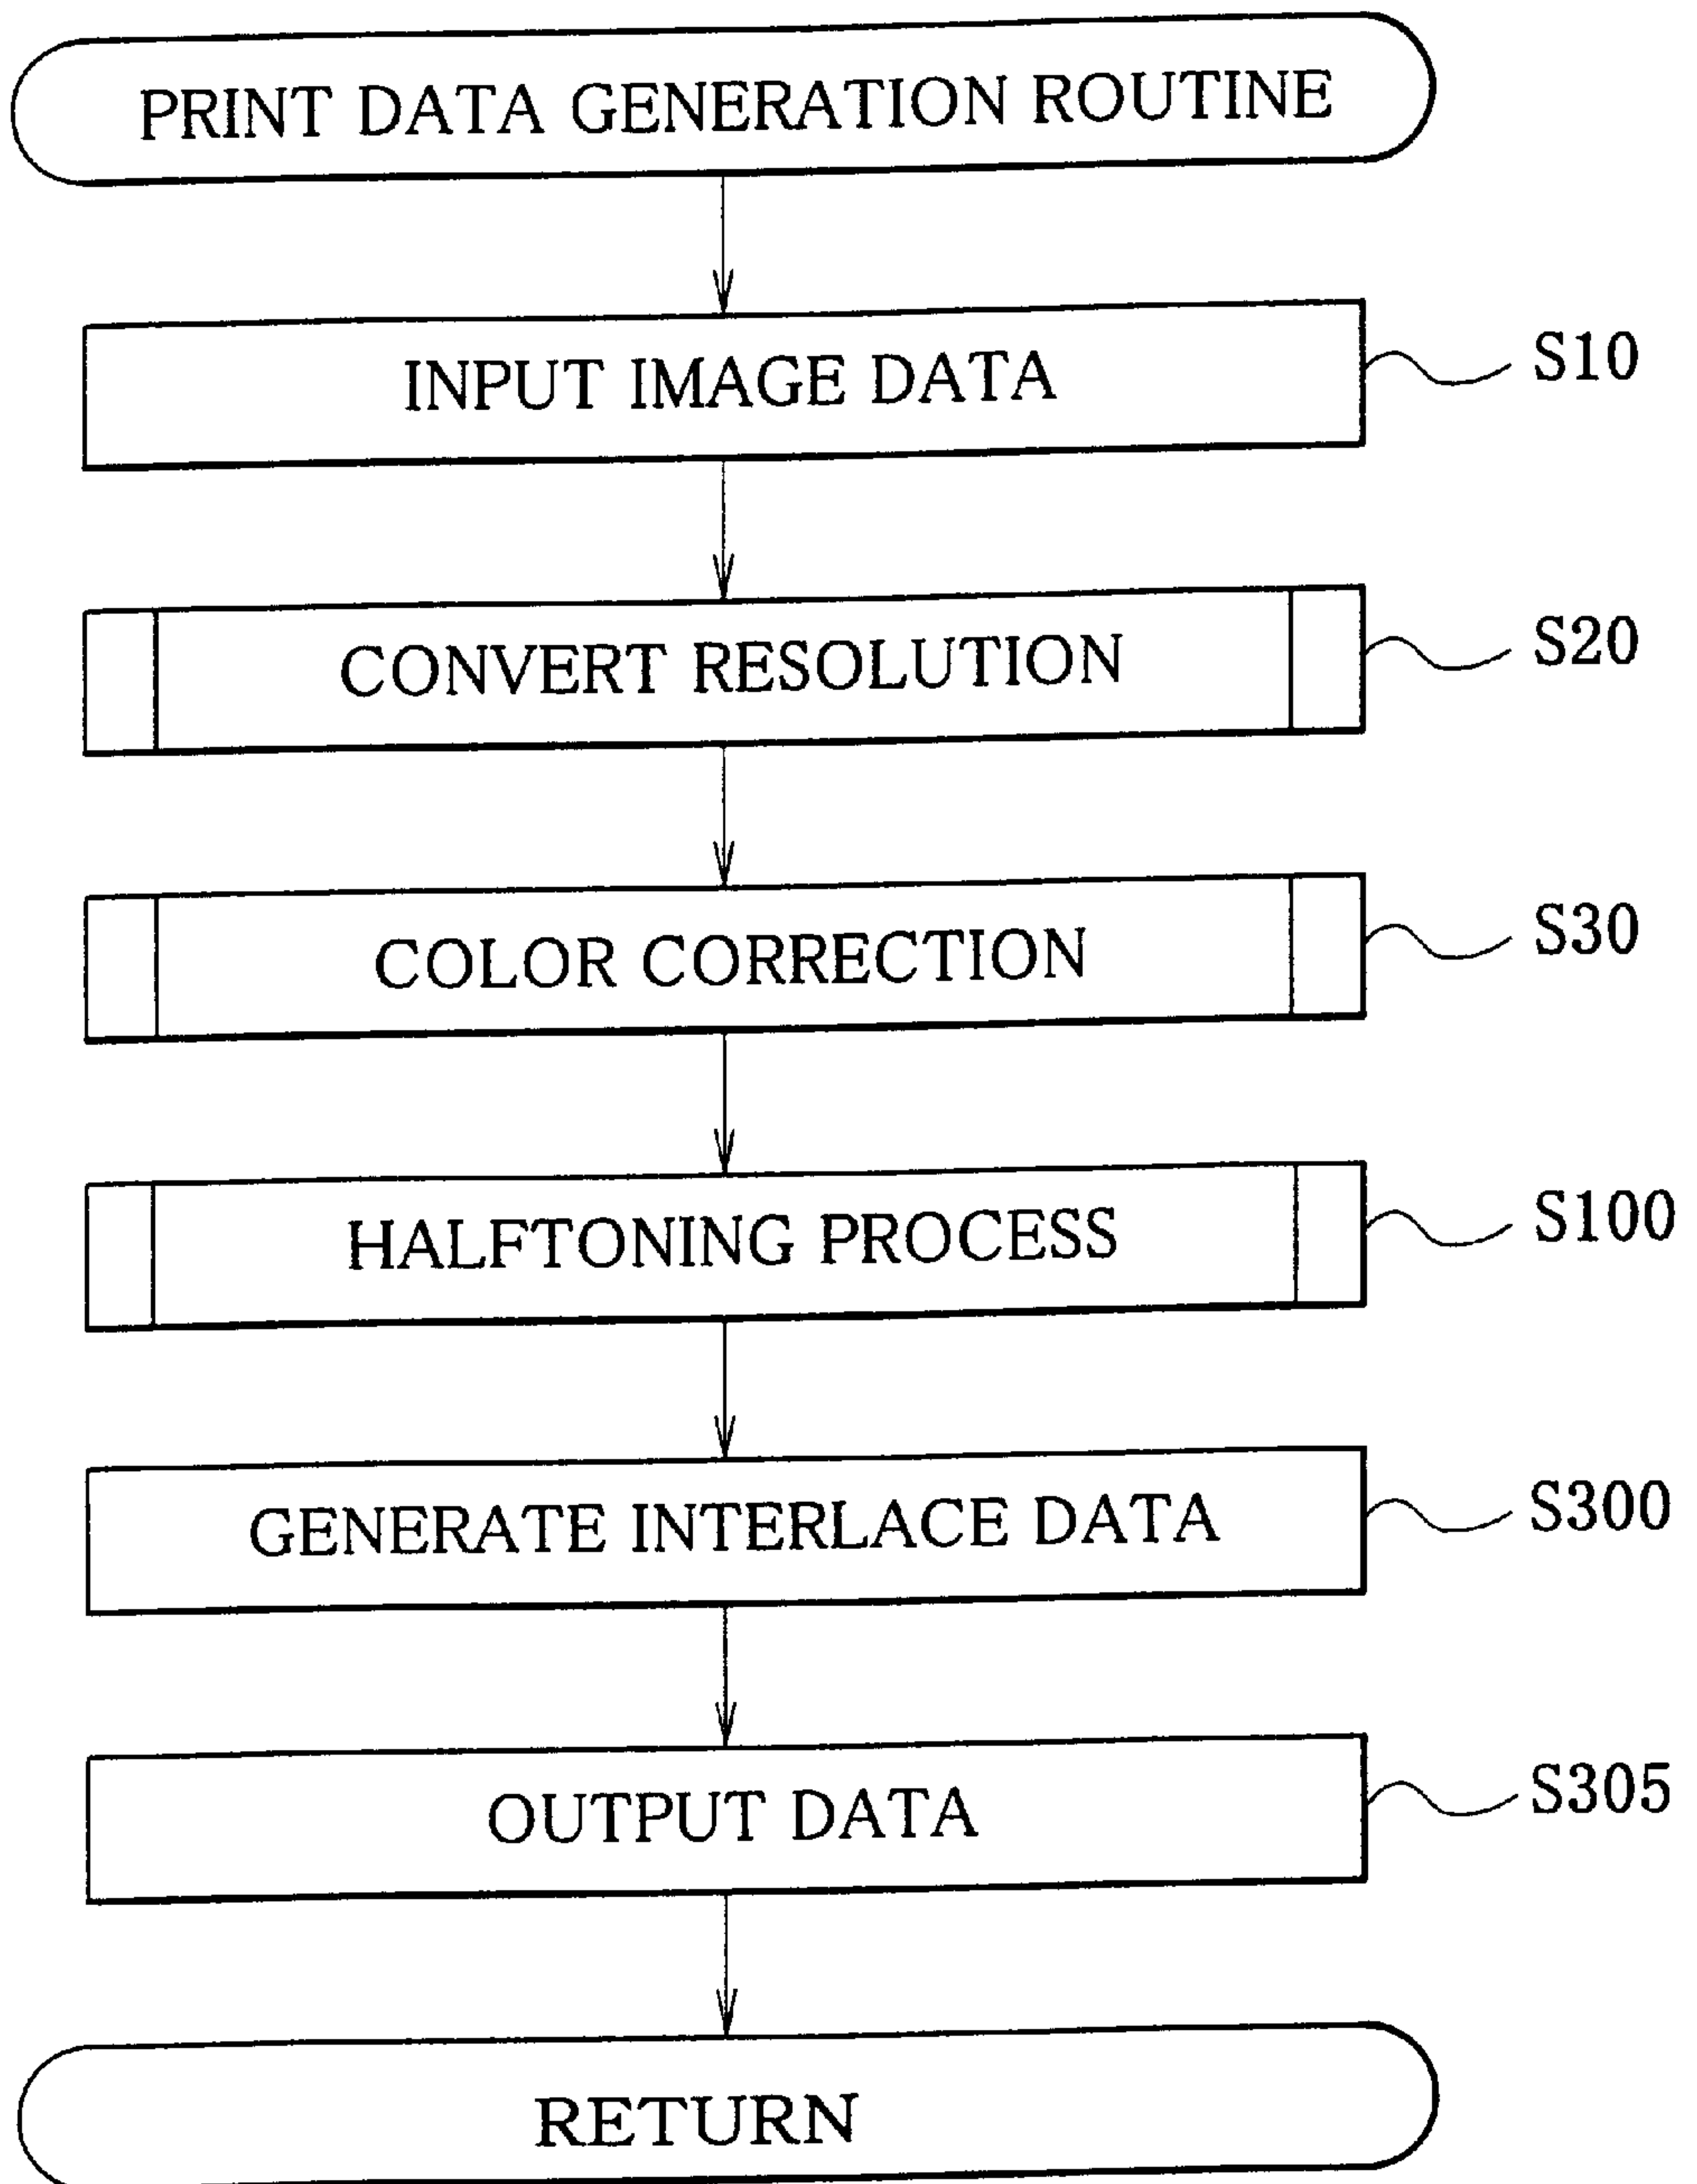 PRINT DATA GENERATION ROUTINE
INPUT IMAGE DATA
S10
CONVERT RESOLUTION
S20
COLOR CORRECTION
S30
HALFTONING PROCESS
S100
GENERATE INTERLACE DATA
S300
OUTPUT DATA
S305
RETURN